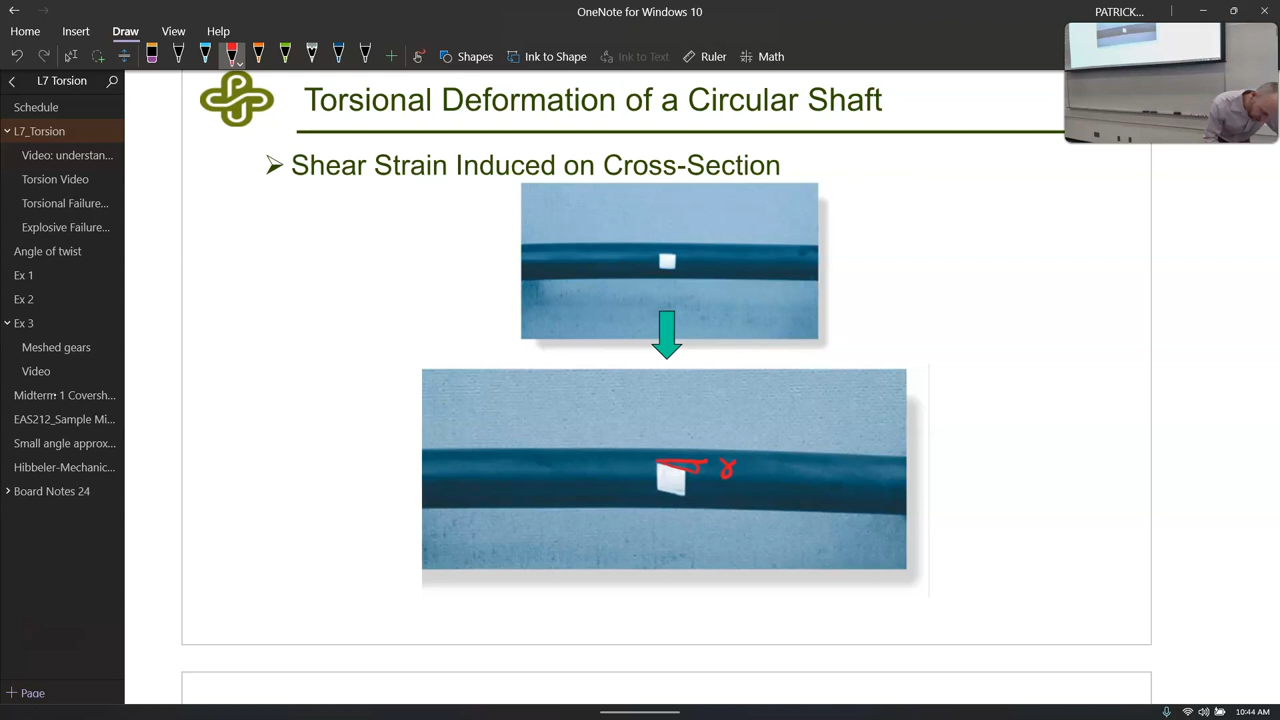 OneNote for Windows 10
PATRICK...
Home Insert Draw View Help
Shapes Ink to Shape Ink to Text Ruler Math
L7 Torsion
Schedule
L7_Torsion
Video: understan...
Torsion Video
Torsional Failure...
Explosive Failure...
Angle of twist
Ex 1
Ex 2
Ex 3
Meshed gears
Video
Midterm 1 Coversh...
EAS212_Sample Mi...
Small angle approx...
Hibbeler-Mechanic...
Board Notes 24
Page
Torsional Deformation of a Circular Shaft
➢ Shear Strain Induced on Cross-Section
γ
10:44 AM